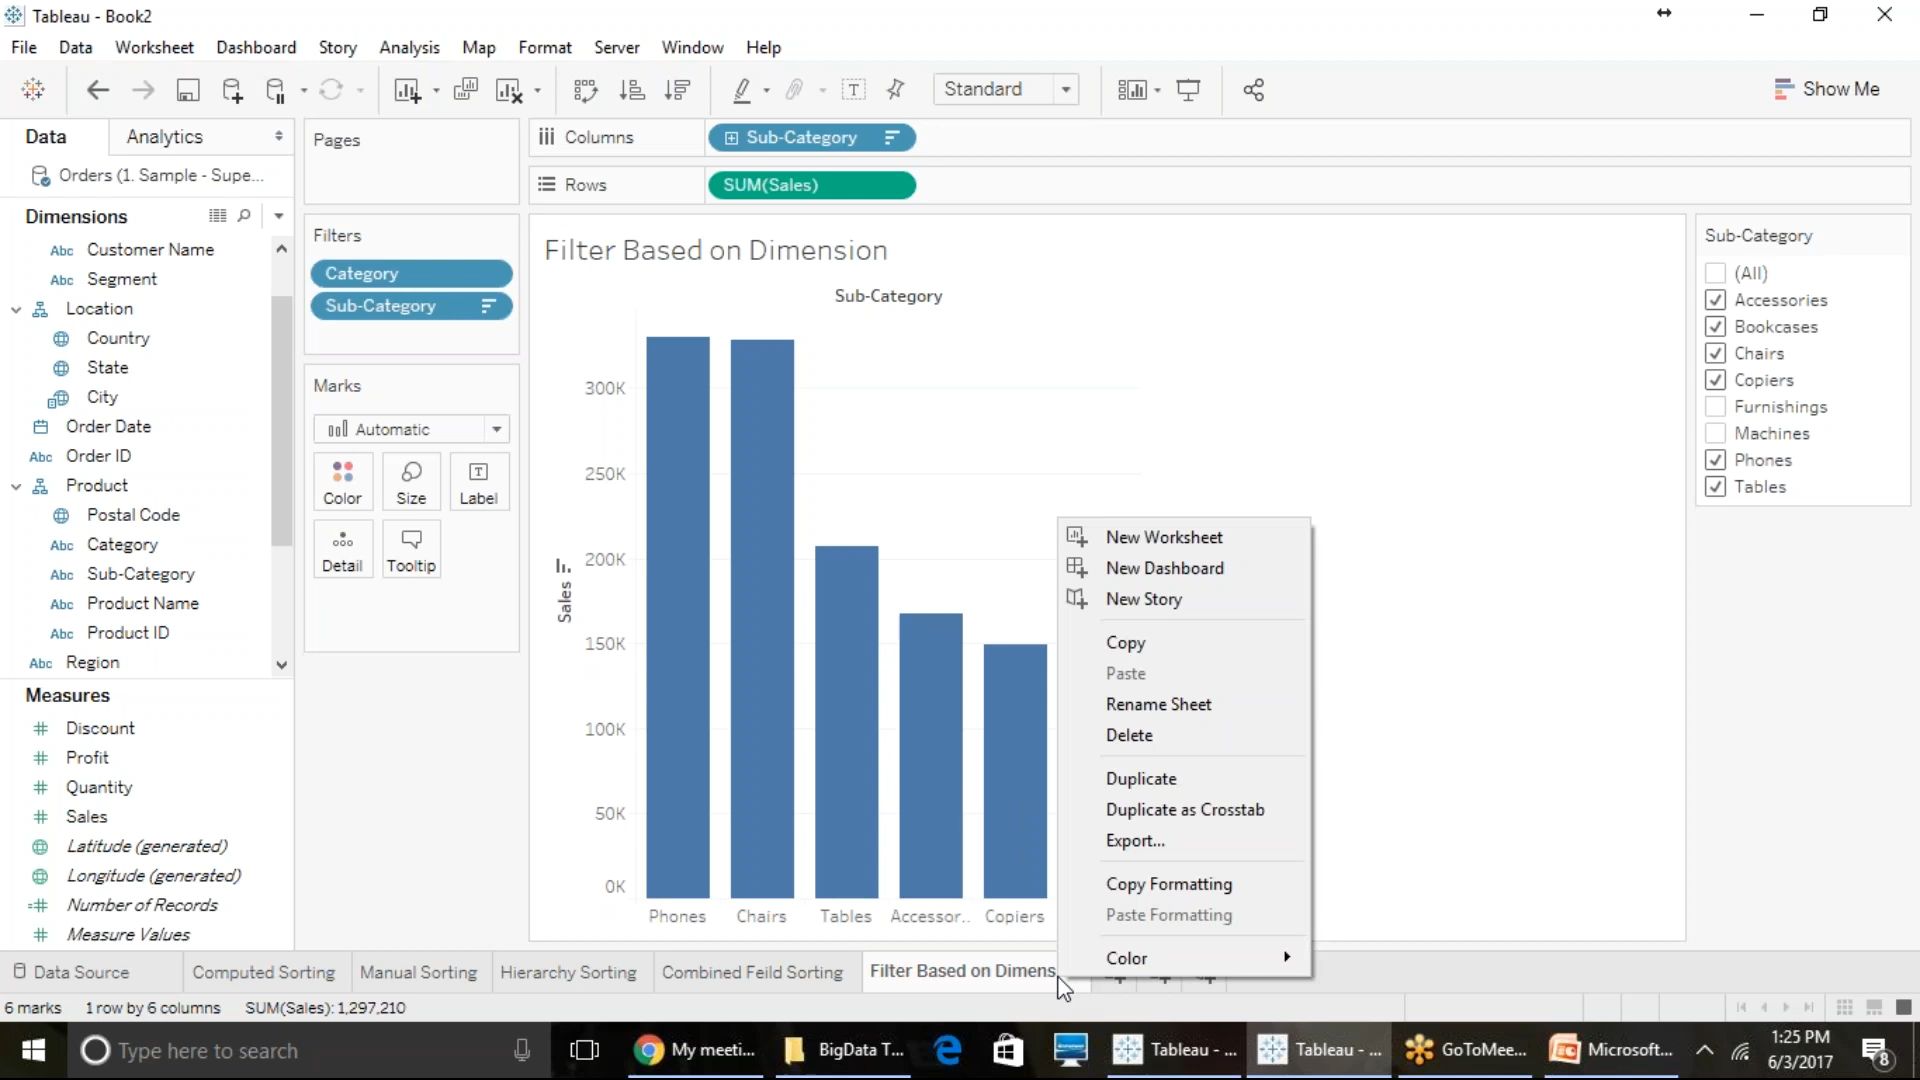 Tableau - Book2
File Data Worksheet Dashboard Story Analysis Map Format Server Window Help
Standard
Show Me
Data Analytics
Orders (1. Sample - Supe...
Dimensions
Abc Customer Name
Abc Segment
Location
Country
State
City
Order Date
Abc Order ID
Product
Postal Code
Abc Category
Abc Sub-Category
Abc Product Name
Abc Product ID
Abc Region
Measures
# Discount
# Profit
# Quantity
# Sales
Latitude (generated)
Longitude (generated)
=# Number of Records
# Measure Values
Pages
Filters
Category
Sub-Category
Marks
Automatic
Color Size T Label
Detail Tooltip
Columns Sub-Category
Rows SUM(Sales)
Filter Based on Dimension
Sub-Category
300K
250K
200K
150K
100K
50K
0K
Sales
Phones Chairs Tables Accessor.. Copiers
New Worksheet
New Dashboard
New Story
Copy
Paste
Rename Sheet
Delete
Duplicate
Duplicate as Crosstab
Export...
Copy Formatting
Paste Formatting
Color
Sub-Category
(All)
Accessories
Bookcases
Chairs
Copiers
Furnishings
Machines
Phones
Tables
Data Source Computed Sorting Manual Sorting Hierarchy Sorting Combined Feild Sorting Filter Based on Dimens
6 marks 1 row by 6 columns SUM(Sales): 1,297,210
Type here to search
My meeti...
BigData T...
Tableau - ...
Tableau - ...
GoToMee...
Microsoft...
1:25 PM
6/3/2017
8